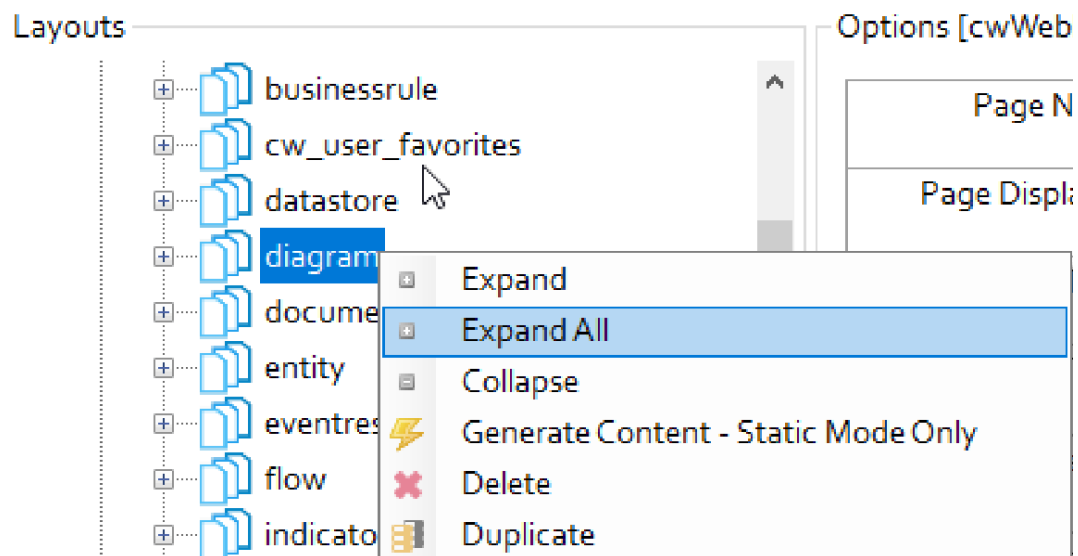 Layouts
Options [cwWeb
businessrule
Page N
cw_user_favorites
datastore
Page Displa
diagram
Expand
docume
Expand All
entity
Collapse
eventres
Generate Content - Static Mode Only
flow
Delete
indicato
Duplicate